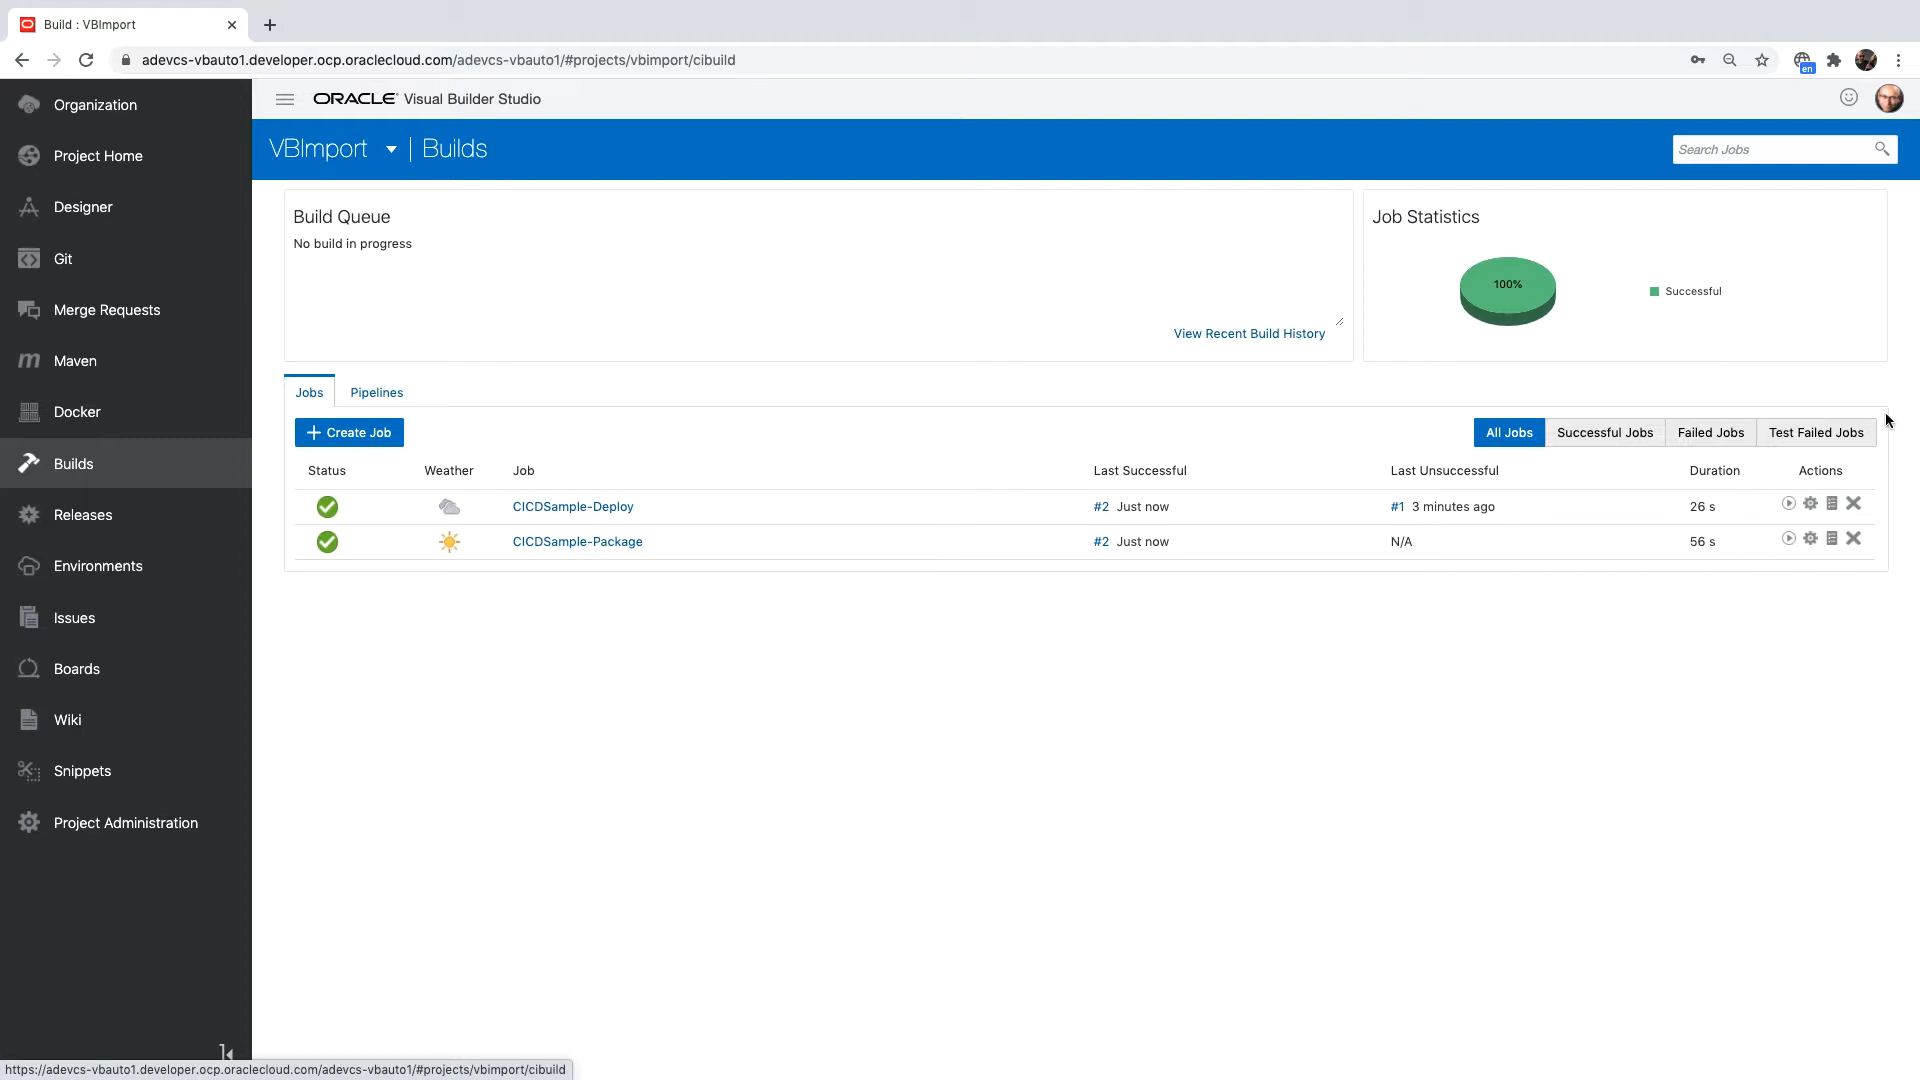 Build : VBImport
adevcs-vbauto1.developer.ocp.oraclecloud.com/adevcs-vbauto1/#projects/vbimport/cibuild
en
Organization
Project Home
Designer
Git
Merge Requests
Maven
Docker
Builds
Releases
Environments
Issues
Boards
Wiki
Snippets
Project Administration
ORACLE Visual Builder Studio
VBImport | Builds
Search Jobs
Build Queue
No build in progress
View Recent Build History
Job Statistics
100%
Successful
Jobs Pipelines
Create Job
All Jobs Successful Jobs Failed Jobs Test Failed Jobs
Status Weather Job Last Successful Last Unsuccessful Duration Actions
CICDSample-Deploy #2 Just now #1 3 minutes ago 26 s
CICDSample-Package #2 Just now N/A 56 s
https://adevcs-vbauto1.developer.ocp.oraclecloud.com/adevcs-vbauto1/#projects/vbimport/cibuild